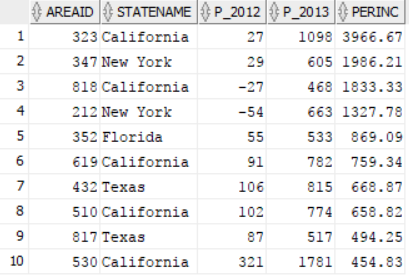 AREAID STATENAME P_2012 P_2013 PERINC
1 323 California 27 1098 3966.67
2 347 New York 29 605 1986.21
3 818 California -27 468 1833.33
4 212 New York -54 663 1327.78
5 352 Florida 55 533 869.09
6 619 California 91 782 759.34
7 432 Texas 106 815 668.87
8 510 California 102 774 658.82
9 817 Texas 87 517 494.25
10 530 California 321 1781 454.83